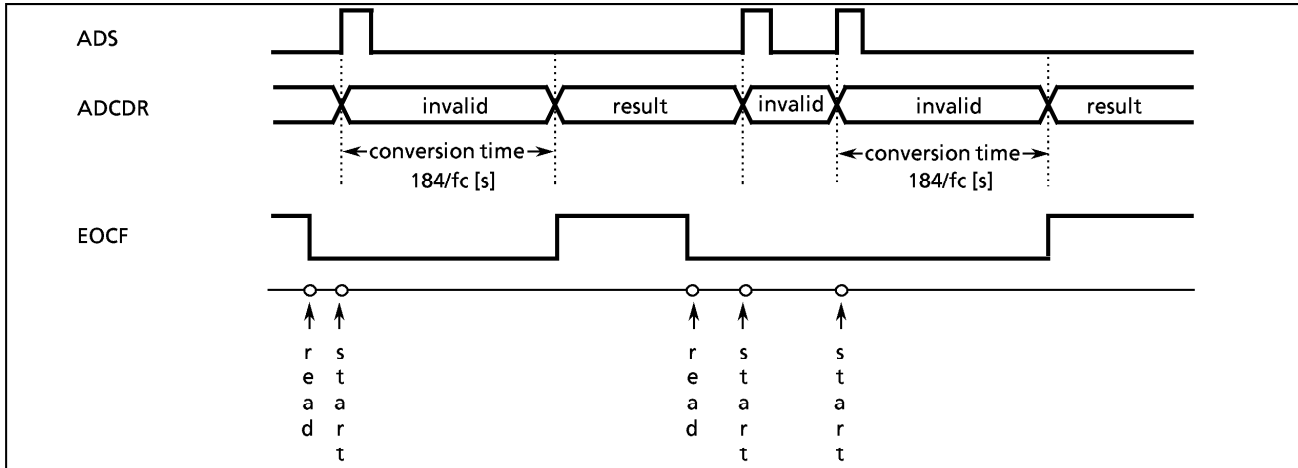 ADS
ADCDR
invalid
result
invalid
invalid
result
conversion time
184/fc [s]
conversion time
184/fc [s]
EOCF
read
start
read
start
start